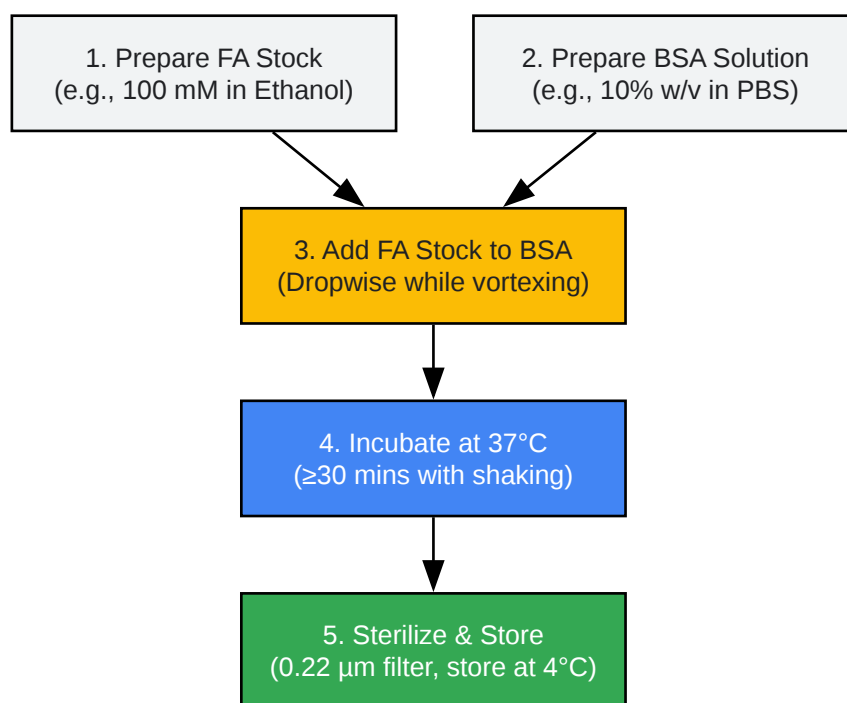 1. Prepare FA Stock
(e.g., 100 mM in Ethanol)
2. Prepare BSA Solution
(e.g., 10% w/v in PBS)
3. Add FA Stock to BSA
(Dropwise while vortexing)
4. Incubate at 37°C
(≥30 mins with shaking)
5. Sterilize & Store
(0.22 µm filter, store at 4°C)